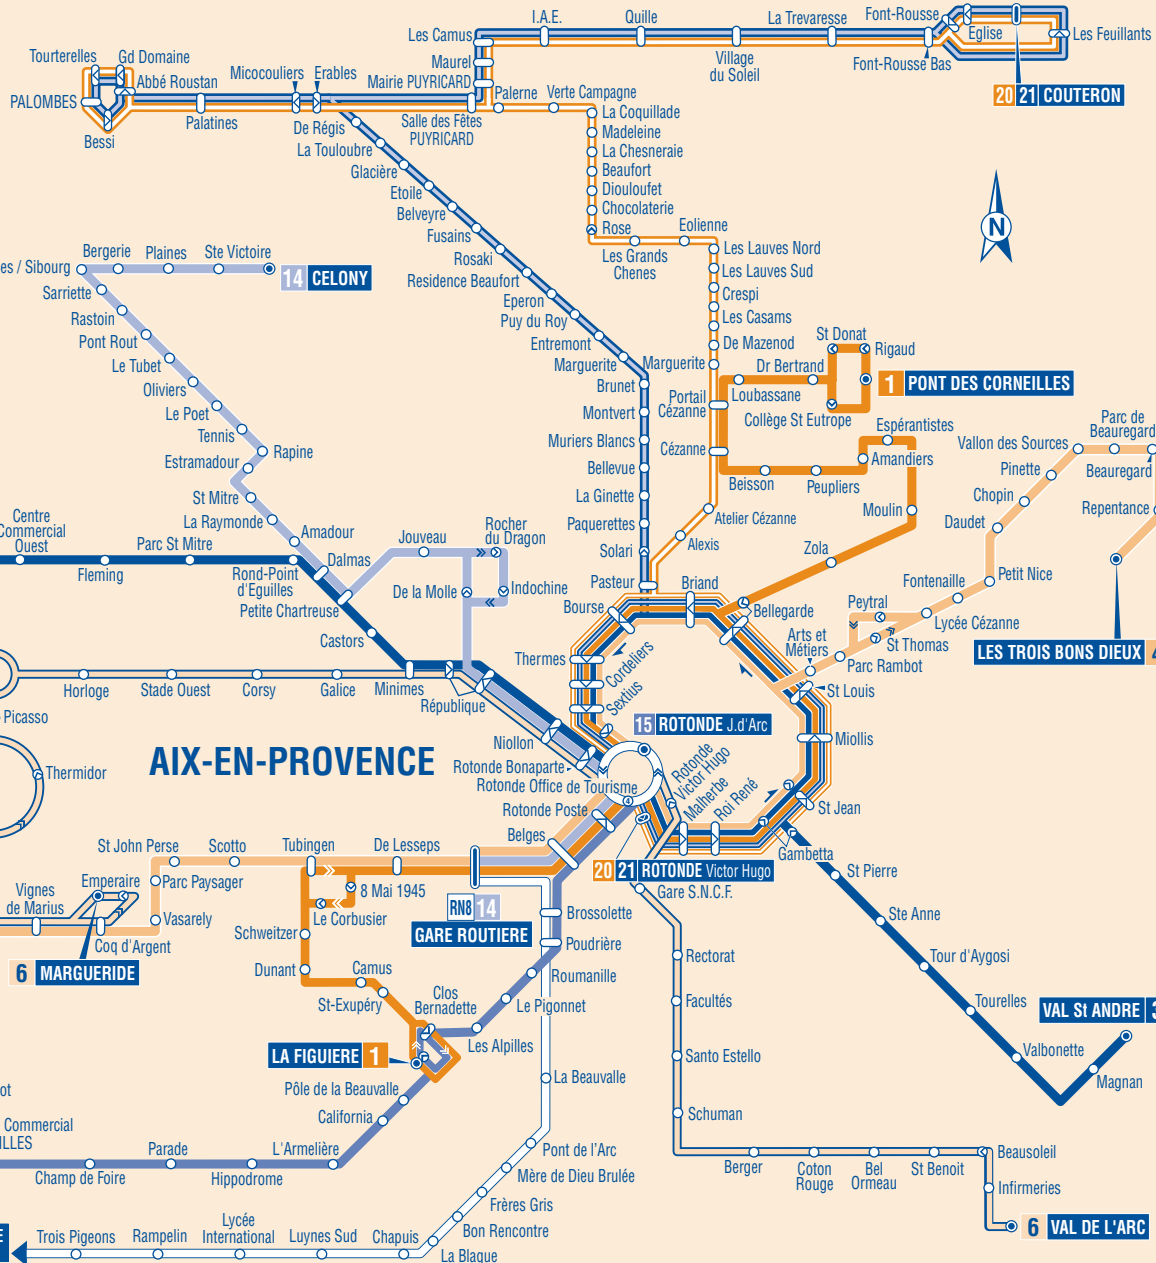 I.A.E.
Quille
La Trevaresse
Font-Rousse
Les Camus
Eglise
Les Feuillants
Tourterelles
Gd Domaine
Maurel
Village
du Soleil
Font-Rousse Bas
Micocouliers
Erables
Abbé Roustan
Mairie PUYRICARD
PALOMBES
Palerne
Verte Campagne
20 21 COUTERON
Palatines
De Régis
Salle des Fêtes
PUYRICARD
La Coquillade
Bessi
Madeleine
La Touloubre
La Chesneraie
Glacière
Beaufort
Etoile
Diouloufet
Belveyre
Chocolaterie
Fusains
Rose
Eolienne
N
Bergerie
Plaines
Ste Victoire
Rosaki
Les Grands
Chenes
Les Lauves Nord
es / Sibourg
14 CELONY
Residence Beaufort
Les Lauves Sud
Sarriette
Eperon
Crespi
Rastoin
Puy du Roy
Les Casams
Pont Rout
Entremont
De Mazenod
St Donat
Rigaud
Le Tubet
Marguerite
Marguerite
Dr Bertrand
Oliviers
Brunet
Portail
Cézanne
Loubassane
1 PONT DES CORNEILLES
Le Poet
Montvert
Collège St Eutrope
Tennis
Muriers Blancs
Cézanne
Espérantistes
Parc de
Beauregard
Rapine
Vallon des Sources
Estramadour
Bellevue
Amandiers
Pinette
Beauregard
St Mitre
La Ginette
Beisson
Peupliers
Chopin
Repentance
La Raymonde
Paquerettes
Atelier Cézanne
Moulin
Daudet
Centre
Commercial
Ouest
Parc St Mitre
Amadour
Jouveau
Rocher
du Dragon
Solari
Alexis
Zola
Fleming
Rond-Point
d'Eguilles
Dalmas
De la Molle
Indochine
Pasteur
Briand
Fontenaille
Petit Nice
Petite Chartreuse
Bourse
Bellegarde
Peytral
Lycée Cézanne
Castors
Thermes
Cordeliers
Arts et
Métiers
St Thomas
LES TROIS BONS DIEUX
Parc Rambot
Horloge
Stade Ouest
Corsy
Galice
Minimes
République
Sextius
St Louis
Picasso
15 ROTONDE J.d'Arc
Miollis
Niollon
AIX-EN-PROVENCE
Thermidor
Rotonde Bonaparte
Rotonde Office de Tourisme
Rotonde
Victor Hugo
Malherbe
Roi René
Rotonde Poste
4
St Jean
St John Perse
Scotto
Tubingen
De Lesseps
Belges
Gambetta
20 21 ROTONDE Victor Hugo
St Pierre
Emperaire
Parc Paysager
8 Mai 1945
Gare S.N.C.F.
Vignes
de Marius
RN8 14
GARE ROUTIERE
Vasarely
Le Corbusier
Brossolette
Ste Anne
Coq d'Argent
Schweitzer
Poudrière
6 MARGUERIDE
Dunant
Camus
Roumanille
Rectorat
Tour d'Aygosi
St-Exupéry
Clos
Bernadette
Le Pigonnet
Facultés
Tourelles
VAL St ANDRE
LA FIGUIERE 1
Les Alpilles
Santo Estello
Valbonette
La Beauvalle
Magnan
Pôle de la Beauvalle
California
Schuman
Commercial
Parade
L'Armelière
Pont de l'Arc
Beausoleil
Champ de Foire
Hippodrome
Mère de Dieu Brulée
Berger
Coton
Rouge
Bel
Ormeau
St Benoit
Infirmeries
Frères Gris
Trois Pigeons
Rampelin
Lycée
International
Luynes Sud
Chapuis
Bon Rencontre
6 VAL DE L'ARC
La Blaque